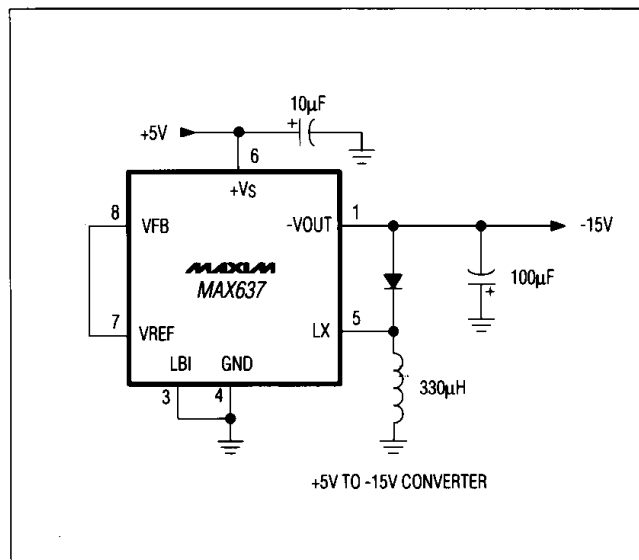 10µF
+
+5V
6
+VS
8
VFB
-VOUT
1
-15V
MAXIM
MAX637
100µF
+
7
VREF
LX
5
LBI
GND
3
4
330µH
+5V TO -15V CONVERTER